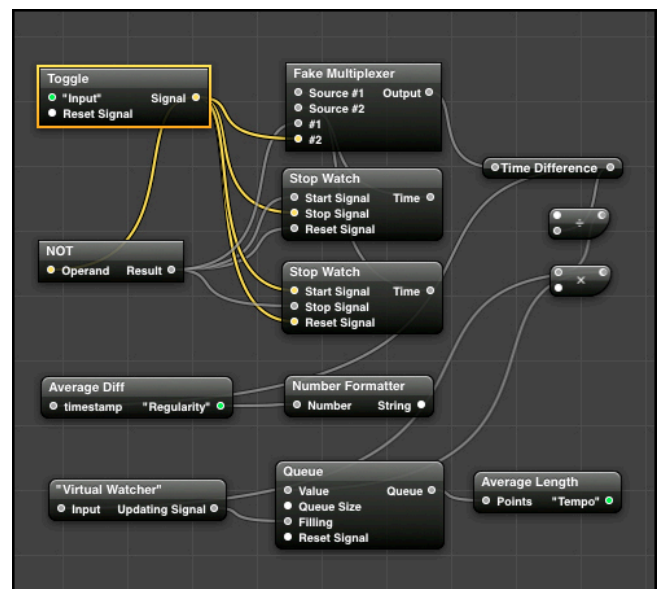 Toggle
"Input" Signal
Reset Signal
Fake Multiplexer
Source #1 Output
Source #2
#1
#2
Time Difference
Stop Watch
Start Signal Time
Stop Signal
Reset Signal
÷
NOT
Operand Result
Stop Watch
Start Signal Time
Stop Signal
Reset Signal
×
Average Diff
timestamp "Regularity"
Number Formatter
Number String
"Virtual Watcher"
Input Updating Signal
Queue
Value Queue
Queue Size
Filling
Reset Signal
Average Length
Points "Tempo"